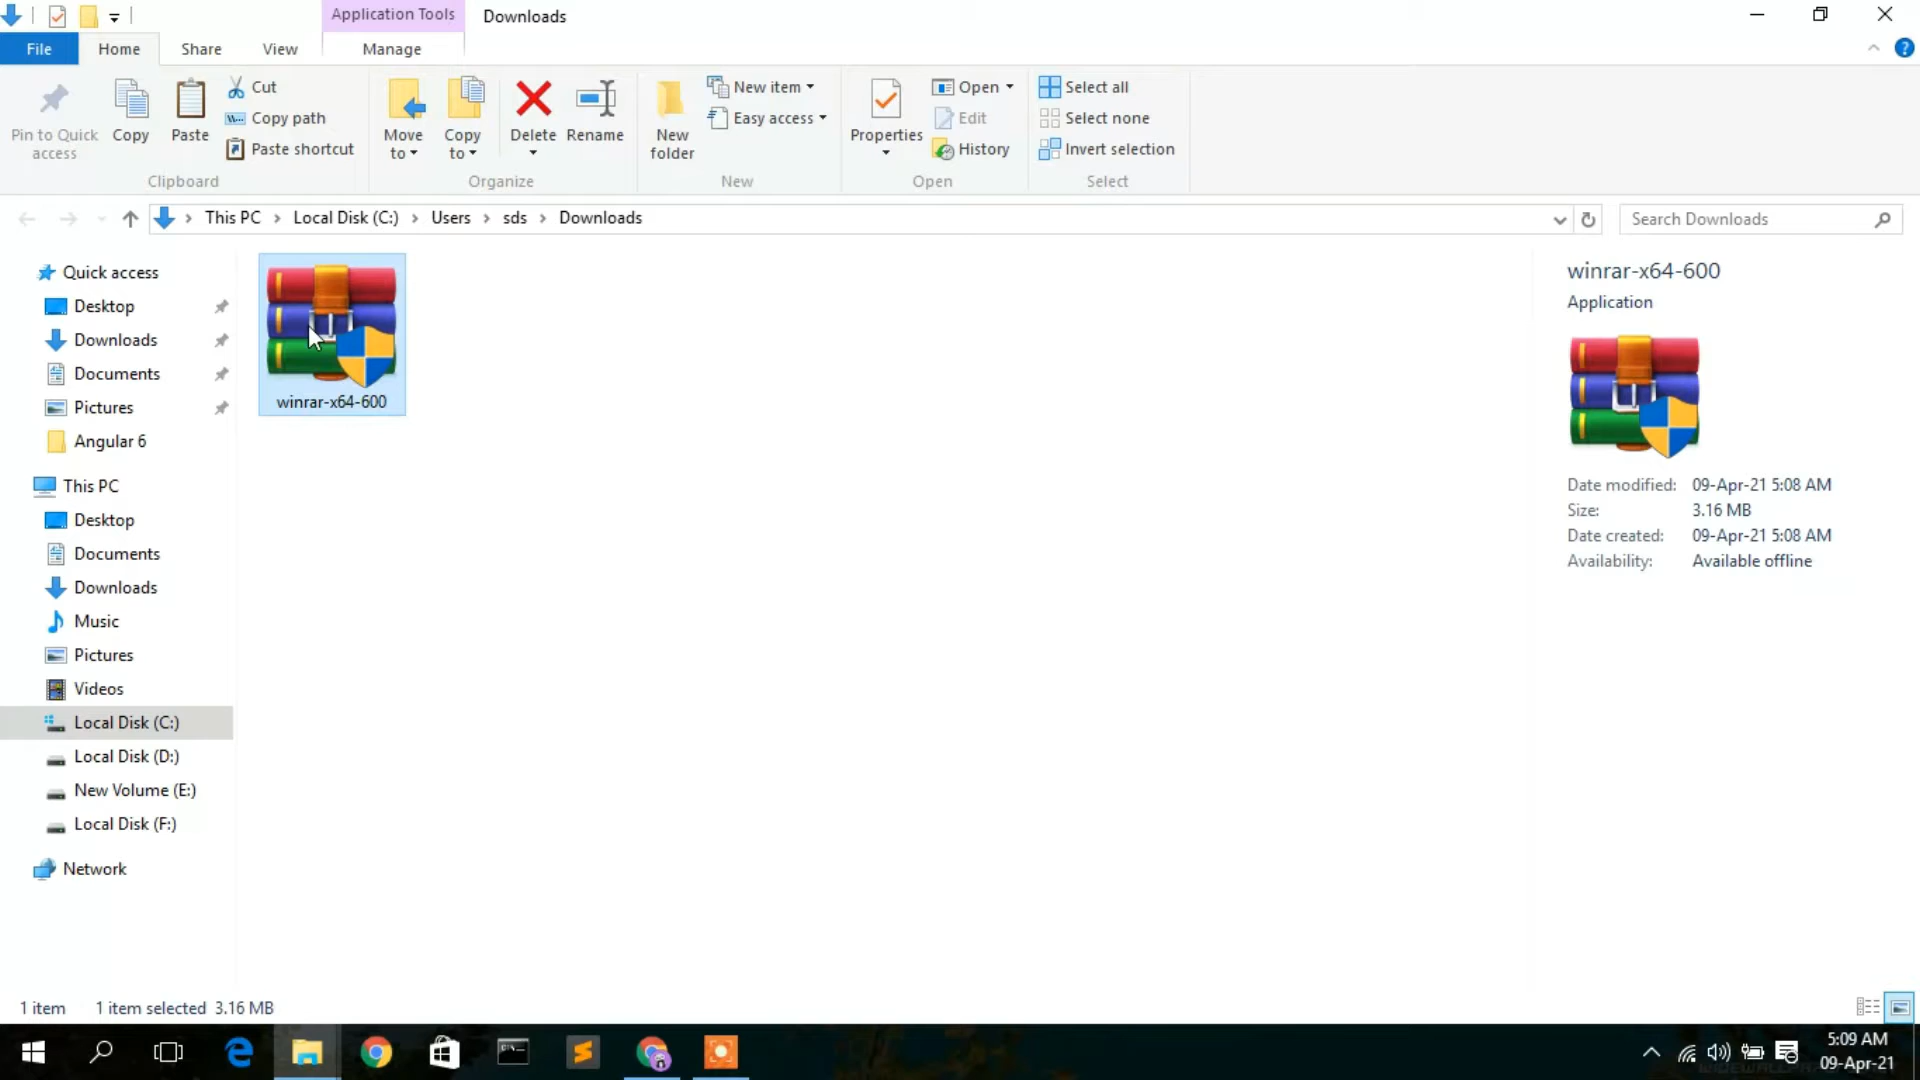 Application Tools
Downloads
File
Home
Share
View
Manage
Pin to Quick access
Copy
Paste
Cut
Copy path
Paste shortcut
Clipboard
Move to
Copy to
Delete
Rename
Organize
New folder
New item
Easy access
New
Properties
Open
Edit
History
Open
Select all
Select none
Invert selection
Select
This PC
Local Disk (C:)
Users
sds
Downloads
Search Downloads
Quick access
Desktop
Downloads
Documents
Pictures
Angular 6
This PC
Desktop
Documents
Downloads
Music
Pictures
Videos
Local Disk (C:)
Local Disk (D:)
New Volume (E:)
Local Disk (F:)
Network
winrar-x64-600
winrar-x64-600
Application
Date modified: 09-Apr-21 5:08 AM
Size: 3.16 MB
Date created: 09-Apr-21 5:08 AM
Availability: Available offline
1 item
1 item selected 3.16 MB
5:09 AM
09-Apr-21